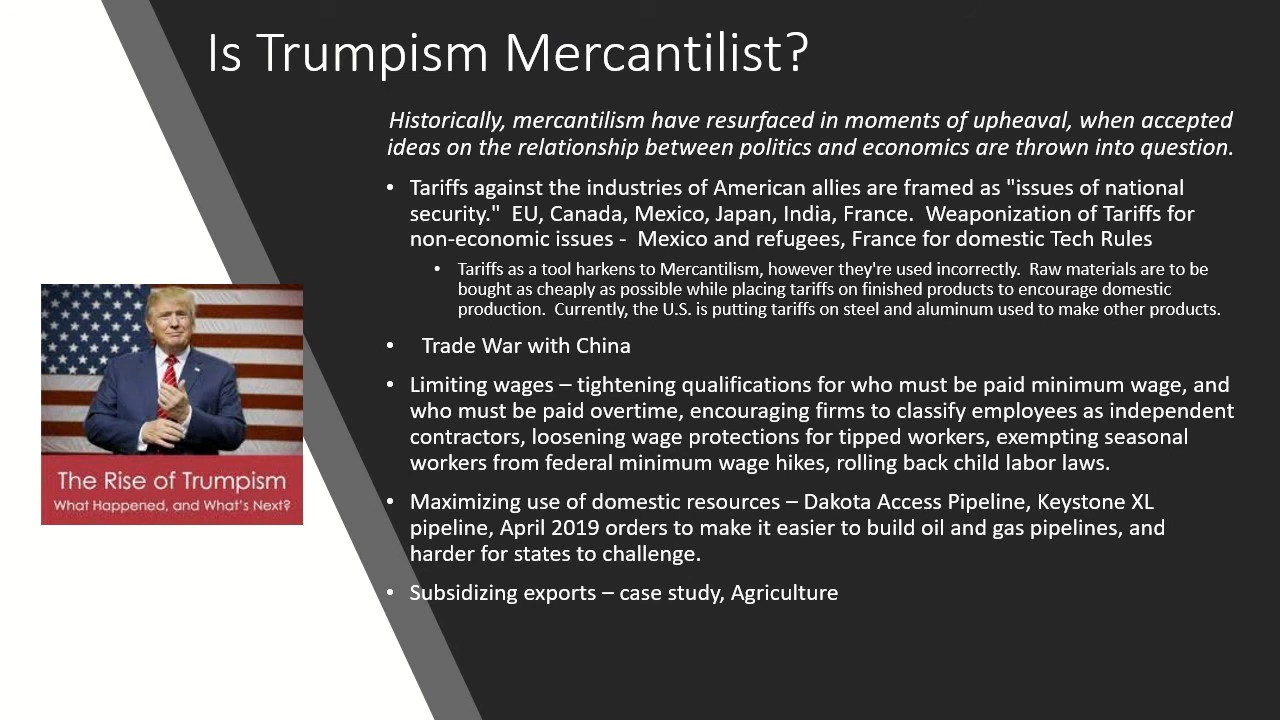 Is Trumpism Mercantilist?
Historically, mercantilism have resurfaced in moments of upheaval, when accepted
ideas on the relationship between politics and economics are thrown into question.
• Tariffs against the industries of American allies are framed as "issues of national
security."  EU, Canada, Mexico, Japan, India, France.  Weaponization of Tariffs for
non-economic issues -  Mexico and refugees, France for domestic Tech Rules
• Tariffs as a tool harkens to Mercantilism, however they're used incorrectly.  Raw materials are to be
bought as cheaply as possible while placing tariffs on finished products to encourage domestic
production.  Currently, the U.S. is putting tariffs on steel and aluminum used to make other products.
• Trade War with China
• Limiting wages – tightening qualifications for who must be paid minimum wage, and
who must be paid overtime, encouraging firms to classify employees as independent
contractors, loosening wage protections for tipped workers, exempting seasonal
workers from federal minimum wage hikes, rolling back child labor laws.
• Maximizing use of domestic resources – Dakota Access Pipeline, Keystone XL
pipeline, April 2019 orders to make it easier to build oil and gas pipelines, and
harder for states to challenge.
• Subsidizing exports – case study, Agriculture
The Rise of Trumpism
What Happened, and What's Next?